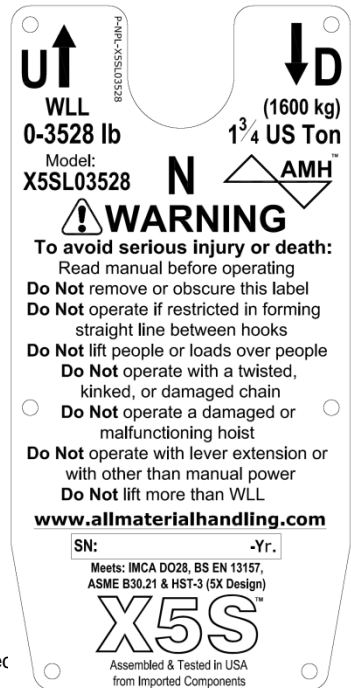 P-NPL-X5SL03528
U
D
WLL
0-3528 lb
(1600 kg)
1 3/4 US Ton
Model:
X5SL03528
N
AMH™
WARNING
To avoid serious injury or death:
Read manual before operating
Do Not remove or obscure this label
Do Not operate if restricted in forming
straight line between hooks
Do Not lift people or loads over people
Do Not operate with a twisted,
kinked, or damaged chain
Do Not operate a damaged or
malfunctioning hoist
Do Not operate with lever extension or
with other than manual power
Do Not lift more than WLL
www.allmaterialhandling.com
SN: -Yr.
Meets: IMCA DO28, BS EN 13157,
ASME B30.21 & HST-3 (5X Design)
X5S™
Assembled & Tested in USA
from Imported Components